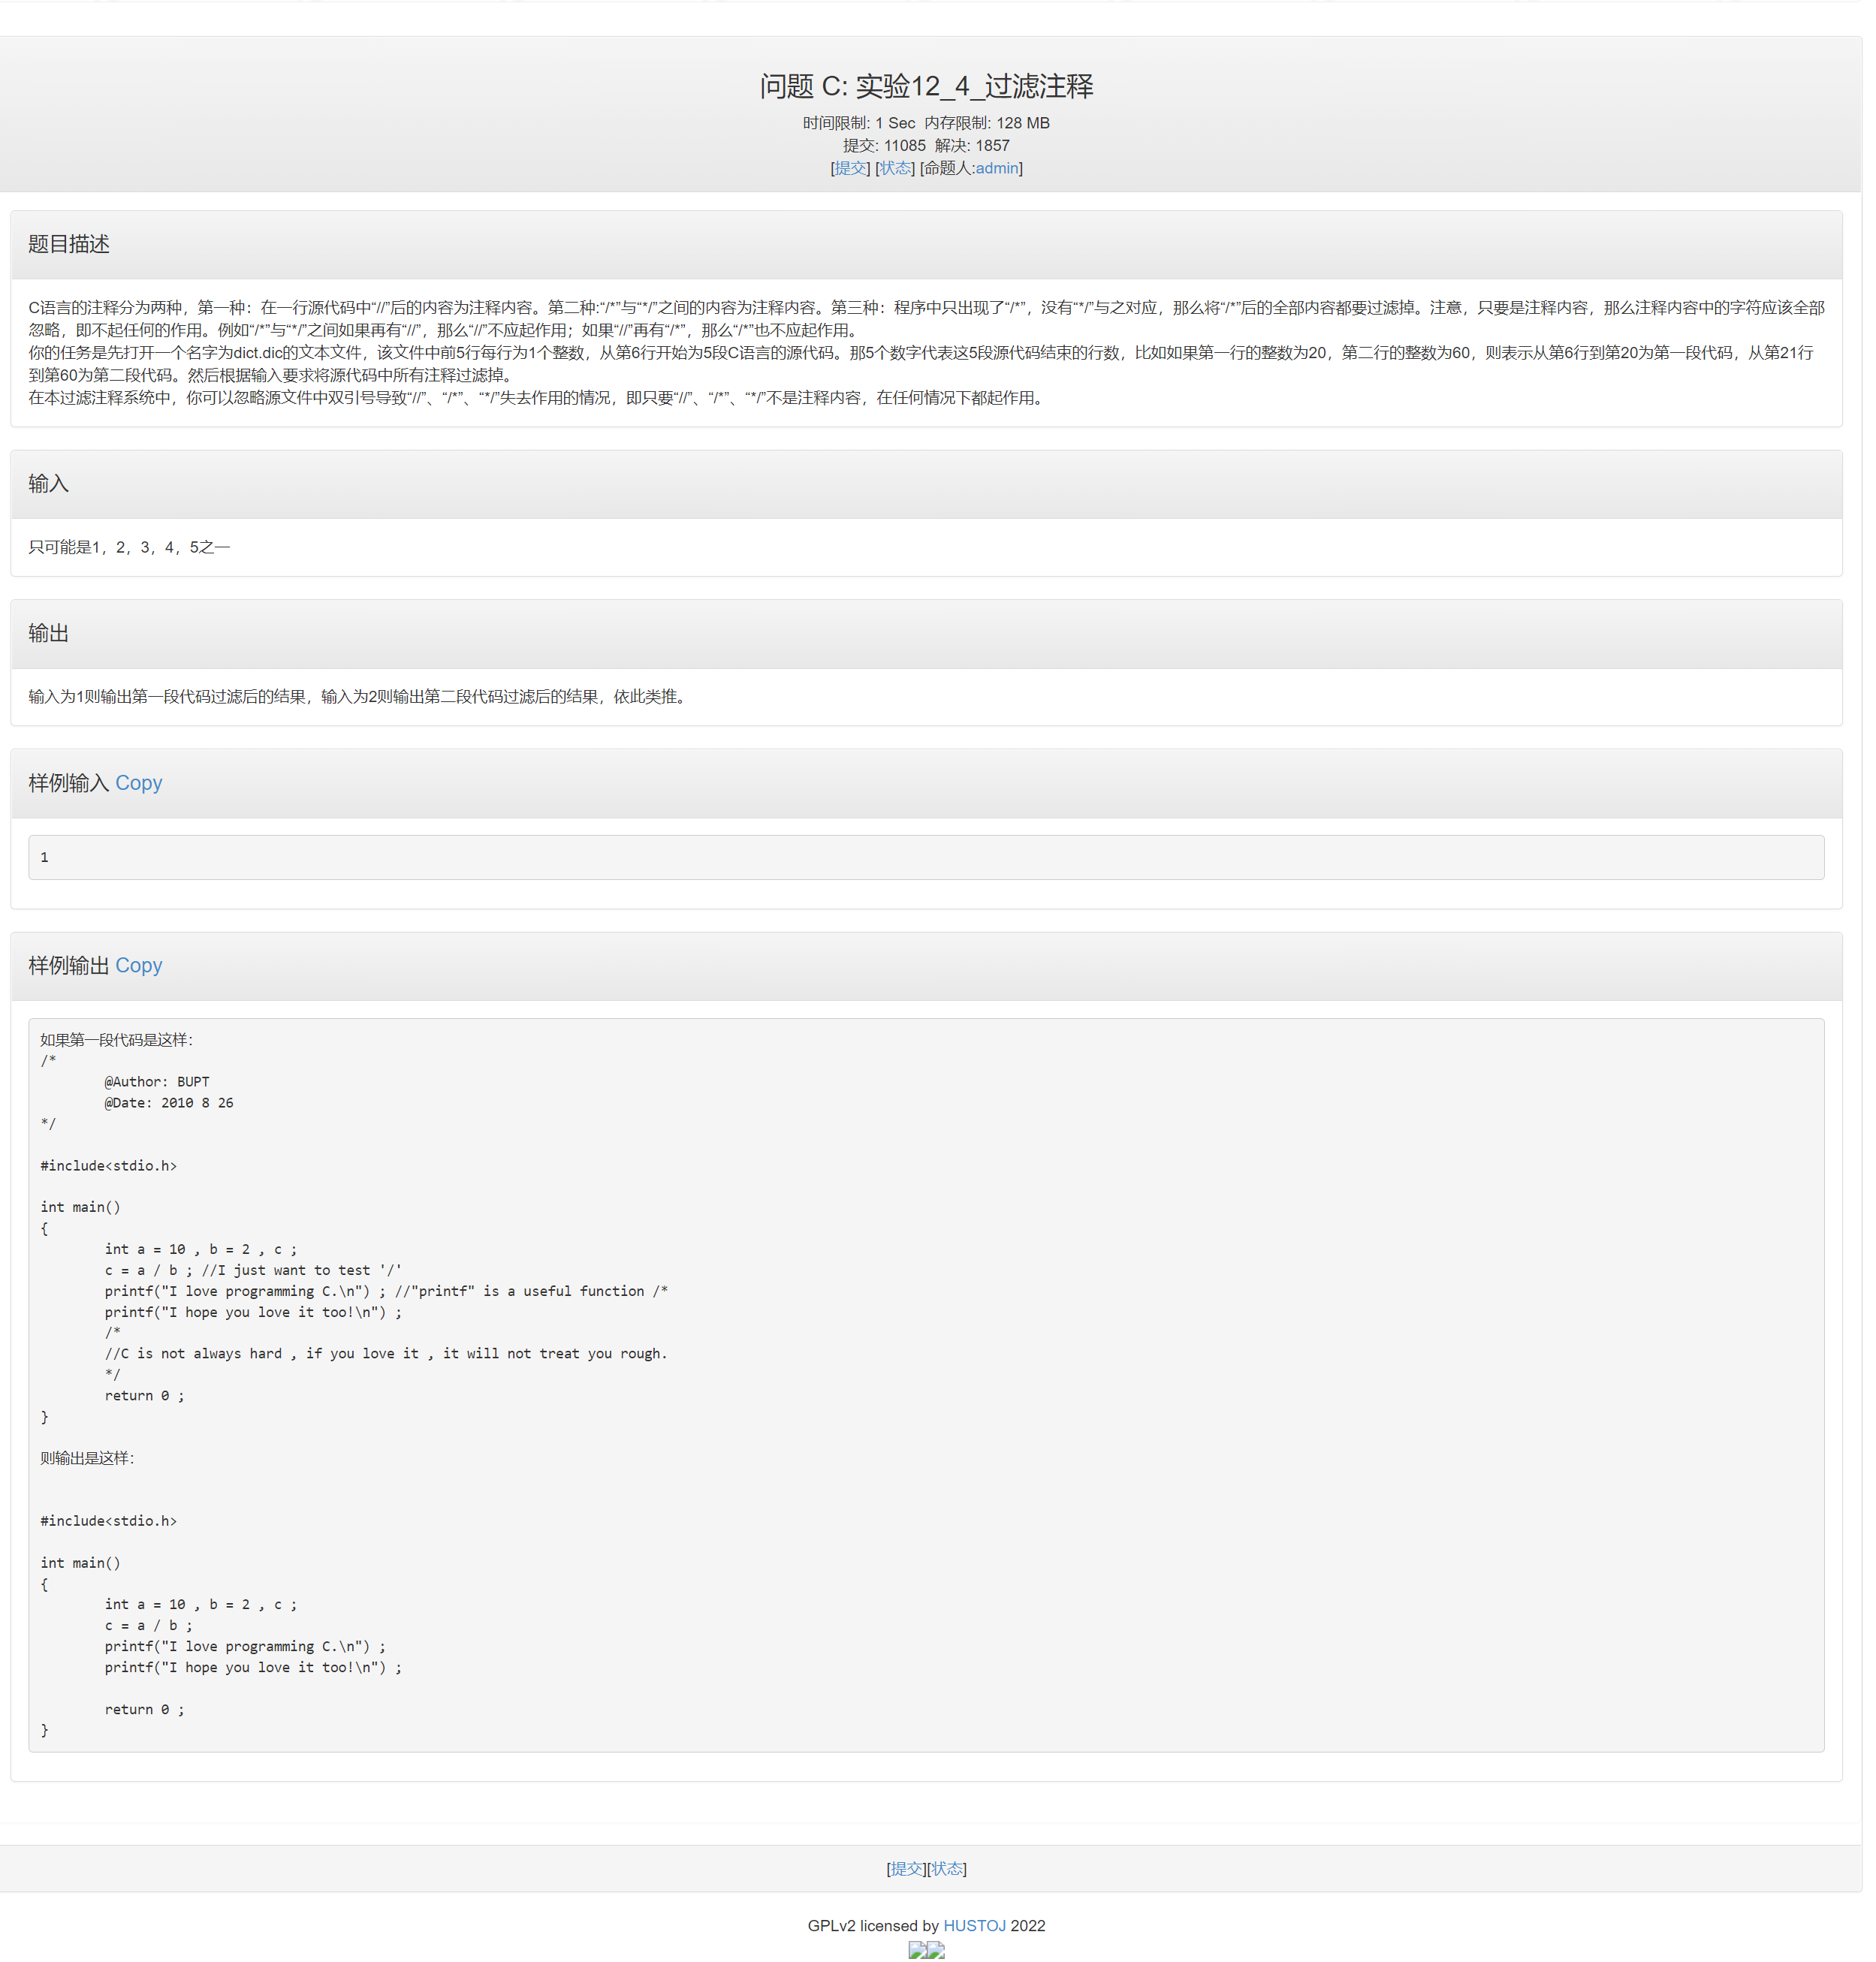 问题 C: 实验12_4_过滤注释
时间限制: 1 Sec  内存限制: 128 MB
提交: 11085  解决: 1857
[提交] [状态] [命题人:admin]
题目描述
C语言的注释分为两种，第一种：在一行源代码中“//”后的内容为注释内容。第二种:“/*”与“*/”之间的内容为注释内容。第三种：程序中只出现了“/*”，没有“*/”与之对应，那么将“/*”后的全部内容都要过滤掉。注意，只要是注释内容，那么注释内容中的字符应该全部
忽略，即不起任何的作用。例如“/*”与“*/”之间如果再有“//”，那么“//”不应起作用；如果“//”再有“/*”，那么“/*”也不应起作用。
你的任务是先打开一个名字为dict.dic的文本文件，该文件中前5行每行为1个整数，从第6行开始为5段C语言的源代码。那5个数字代表这5段源代码结束的行数，比如如果第一行的整数为20，第二行的整数为60，则表示从第6行到第20为第一段代码，从第21行
到第60为第二段代码。然后根据输入要求将源代码中所有注释过滤掉。
在本过滤注释系统中，你可以忽略源文件中双引号导致“//”、“/*”、“*/”失去作用的情况，即只要“//”、“/*”、“*/”不是注释内容，在任何情况下都起作用。
输入
只可能是1，2，3，4，5之一
输出
输入为1则输出第一段代码过滤后的结果，输入为2则输出第二段代码过滤后的结果，依此类推。
样例输入 Copy
1
样例输出 Copy
如果第一段代码是这样：
/*
        @Author: BUPT
        @Date: 2010 8 26
*/

#include<stdio.h>

int main()
{
        int a = 10 , b = 2 , c ;
        c = a / b ; //I just want to test '/'
        printf("I love programming C.\n") ; //"printf" is a useful function /*
        printf("I hope you love it too!\n") ;
        /*
        //C is not always hard , if you love it , it will not treat you rough.
        */
        return 0 ;
}

则输出是这样：


#include<stdio.h>

int main()
{
        int a = 10 , b = 2 , c ;
        c = a / b ;
        printf("I love programming C.\n") ;
        printf("I hope you love it too!\n") ;

        return 0 ;
}
[提交][状态]
GPLv2 licensed by HUSTOJ 2022